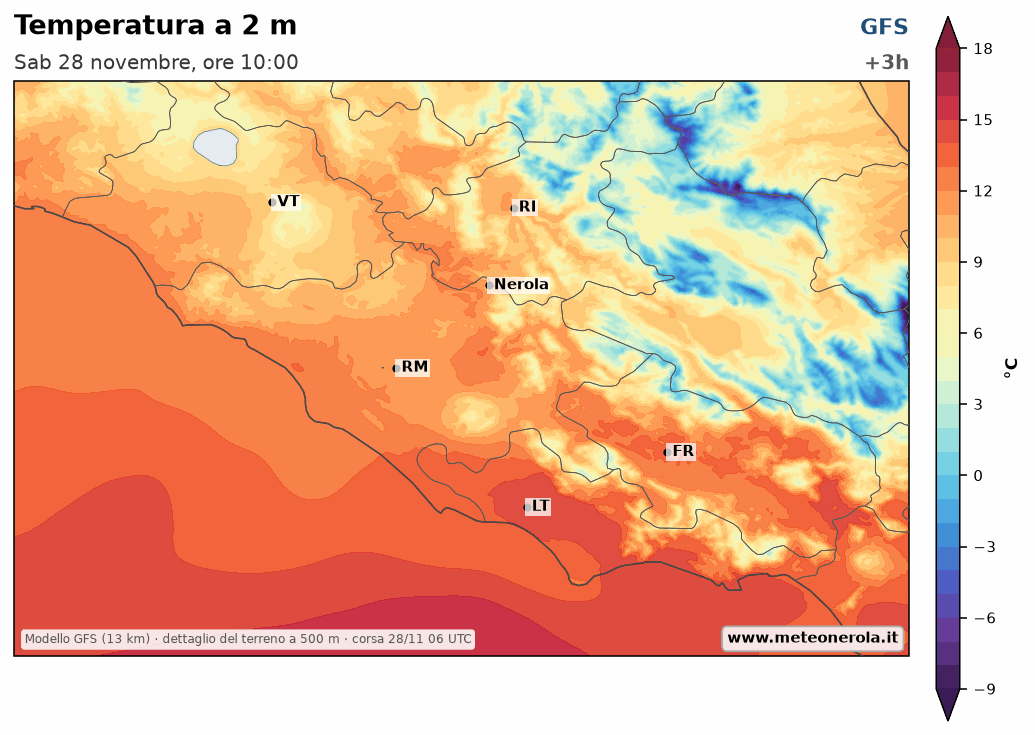 Temperatura a 2 m
GFS
Sab 28 novembre, ore 10:00
+3h
VT
RI
Nerola
RM
FR
LT
Modello GFS (13 km) · dettaglio del terreno a 500 m · corsa 28/11 06 UTC
www.meteonerola.it
18
15
12
9
6
3
0
−3
−6
−9
°C